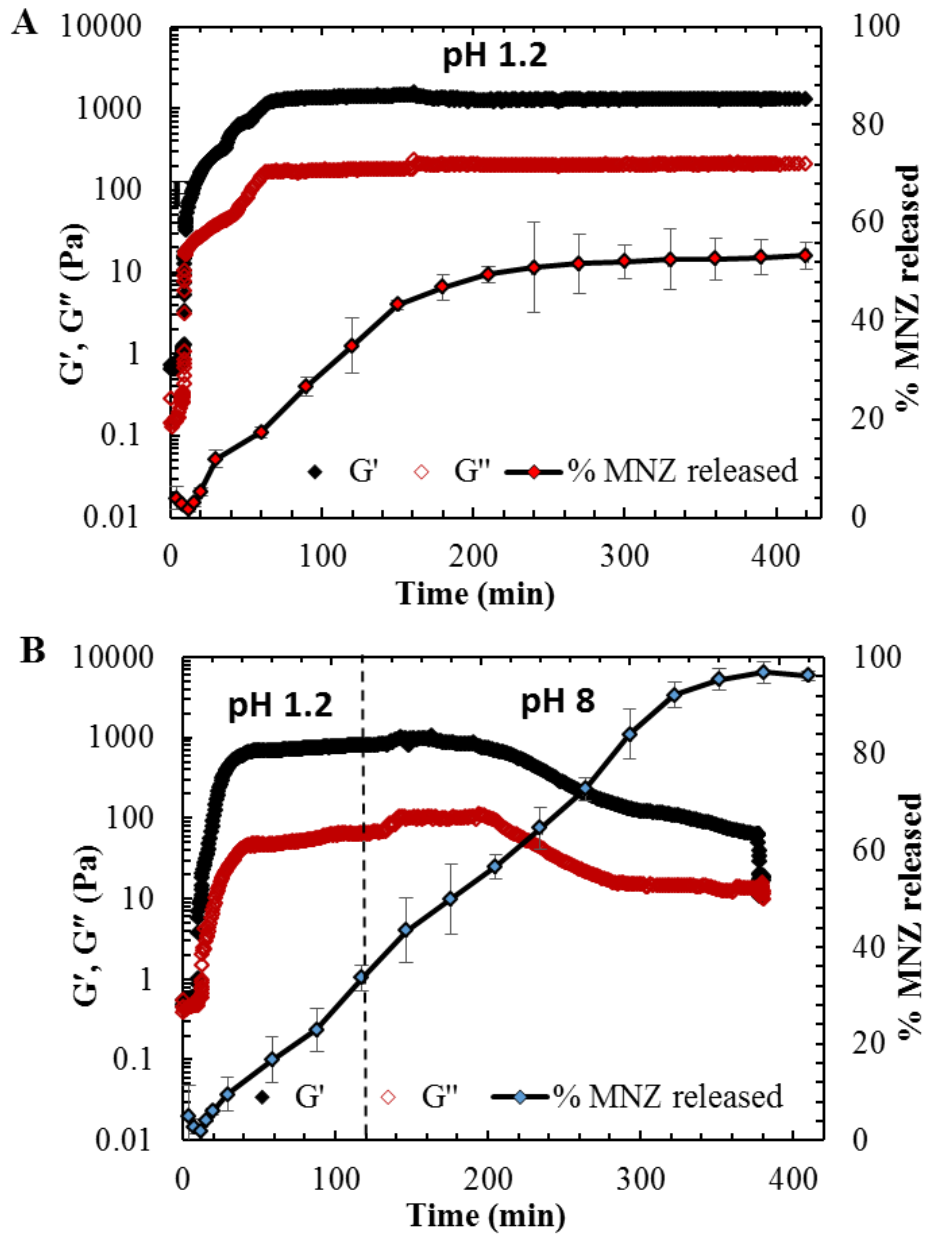 A
pH 1.2
10000
1000
100
10
1
0.1
0.01
G′, G″ (Pa)
100
80
60
40
20
0
% MNZ released
G' G'' % MNZ released
0 100 200 300 400
Time (min)
B
pH 1.2 pH 8
10000
1000
100
10
1
0.1
0.01
G′, G″ (Pa)
100
80
60
40
20
0
% MNZ released
G' G'' % MNZ released
0 100 200 300 400
Time (min)